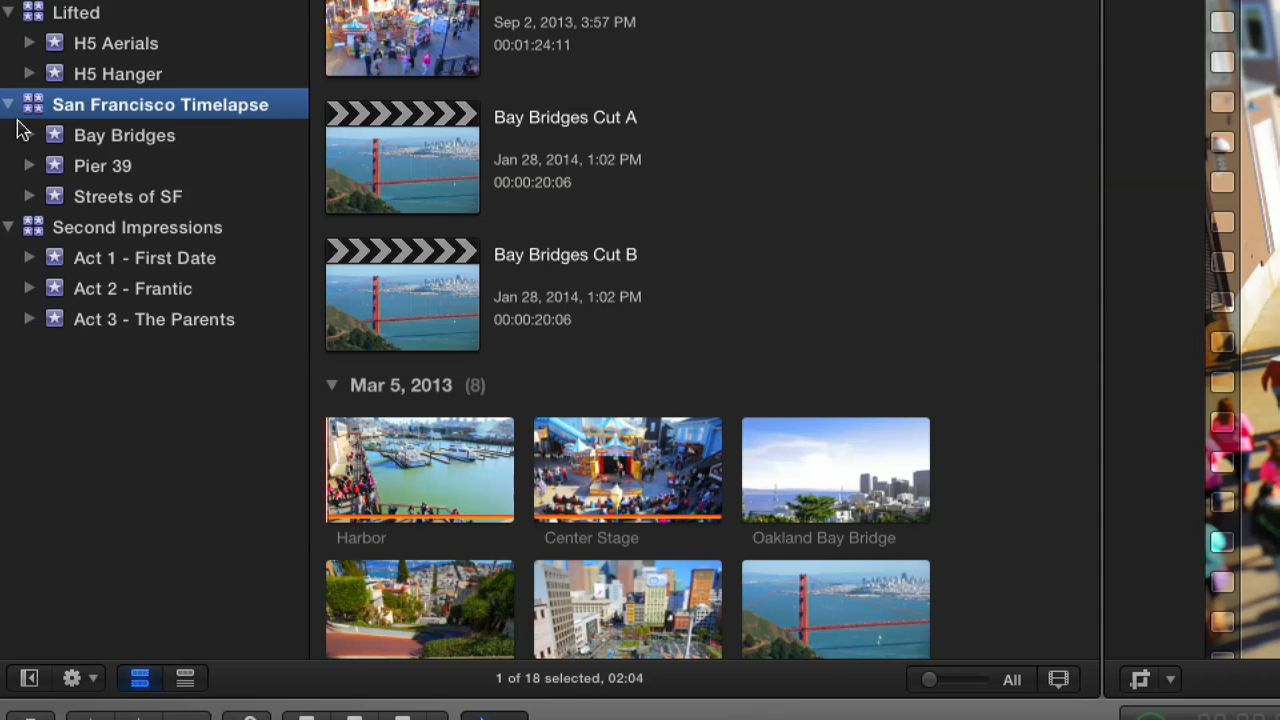 Lifted
H5 Aerials
H5 Hanger
San Francisco Timelapse
Bay Bridges
Pier 39
Streets of SF
Second Impressions
Act 1 - First Date
Act 2 - Frantic
Act 3 - The Parents
Sep 2, 2013, 3:57 PM
00:01:24:11
Bay Bridges Cut A
Jan 28, 2014, 1:02 PM
00:00:20:06
Bay Bridges Cut B
Jan 28, 2014, 1:02 PM
00:00:20:06
Mar 5, 2013 (8)
Harbor
Center Stage
Oakland Bay Bridge
1 of 18 selected, 02:04
All